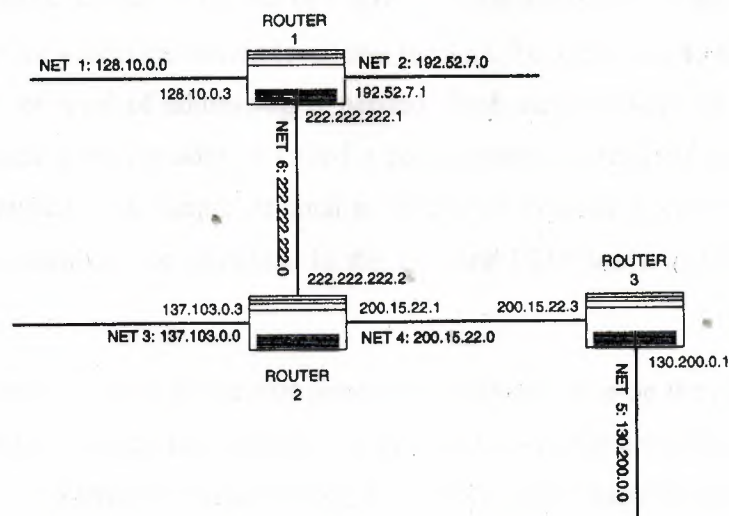 ROUTER
1
NET 1: 128.10.0.0
NET 2: 192.52.7.0
128.10.0.3
192.52.7.1
222.222.222.1
NET 6: 222.222.222.0
222.222.222.2
137.103.0.3
200.15.22.1
200.15.22.3
ROUTER
3
NET 3: 137.103.0.0
NET 4: 200.15.22.0
ROUTER
2
130.200.0.1
NET 5: 130.200.0.0